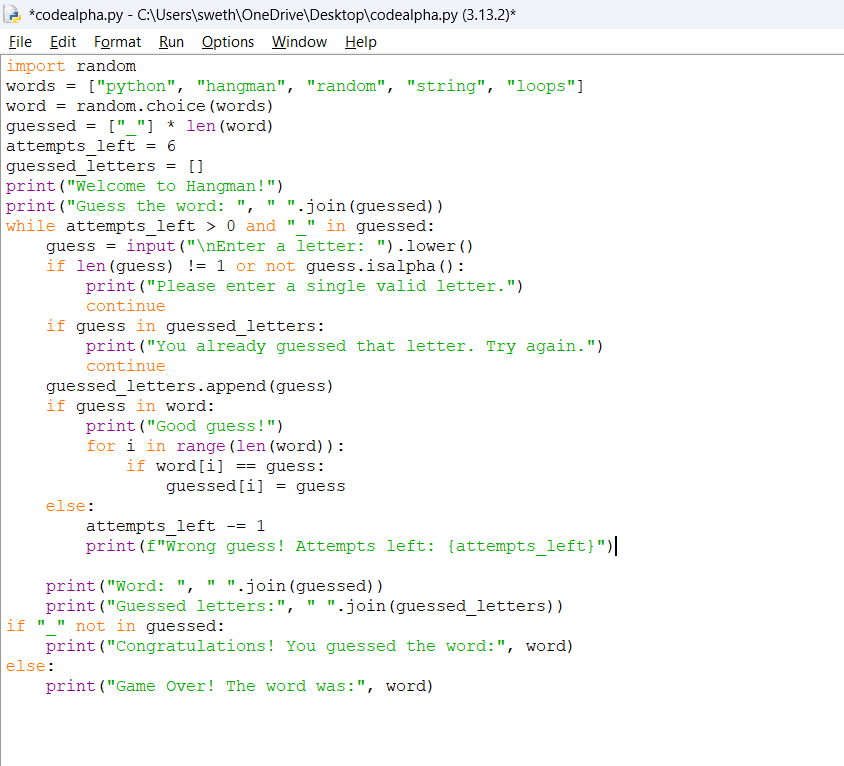 *codealpha.py - C:\Users\sweth\OneDrive\Desktop\codealpha.py (3.13.2)*
File Edit Format Run Options Window Help
import random
words = ["python", "hangman", "random", "string", "loops"]
word = random.choice(words)
guessed = ["_"] * len(word)
attempts_left = 6
guessed_letters = []
print("Welcome to Hangman!")
print("Guess the word: ", " ".join(guessed))
while attempts_left > 0 and "_" in guessed:
    guess = input("\nEnter a letter: ").lower()
    if len(guess) != 1 or not guess.isalpha():
        print("Please enter a single valid letter.")
        continue
    if guess in guessed_letters:
        print("You already guessed that letter. Try again.")
        continue
    guessed_letters.append(guess)
    if guess in word:
        print("Good guess!")
        for i in range(len(word)):
            if word[i] == guess:
                guessed[i] = guess
    else:
        attempts_left -= 1
        print(f"Wrong guess! Attempts left: {attempts_left}")

    print("Word: ", " ".join(guessed))
    print("Guessed letters:", " ".join(guessed_letters))
if "_" not in guessed:
    print("Congratulations! You guessed the word:", word)
else:
    print("Game Over! The word was:", word)